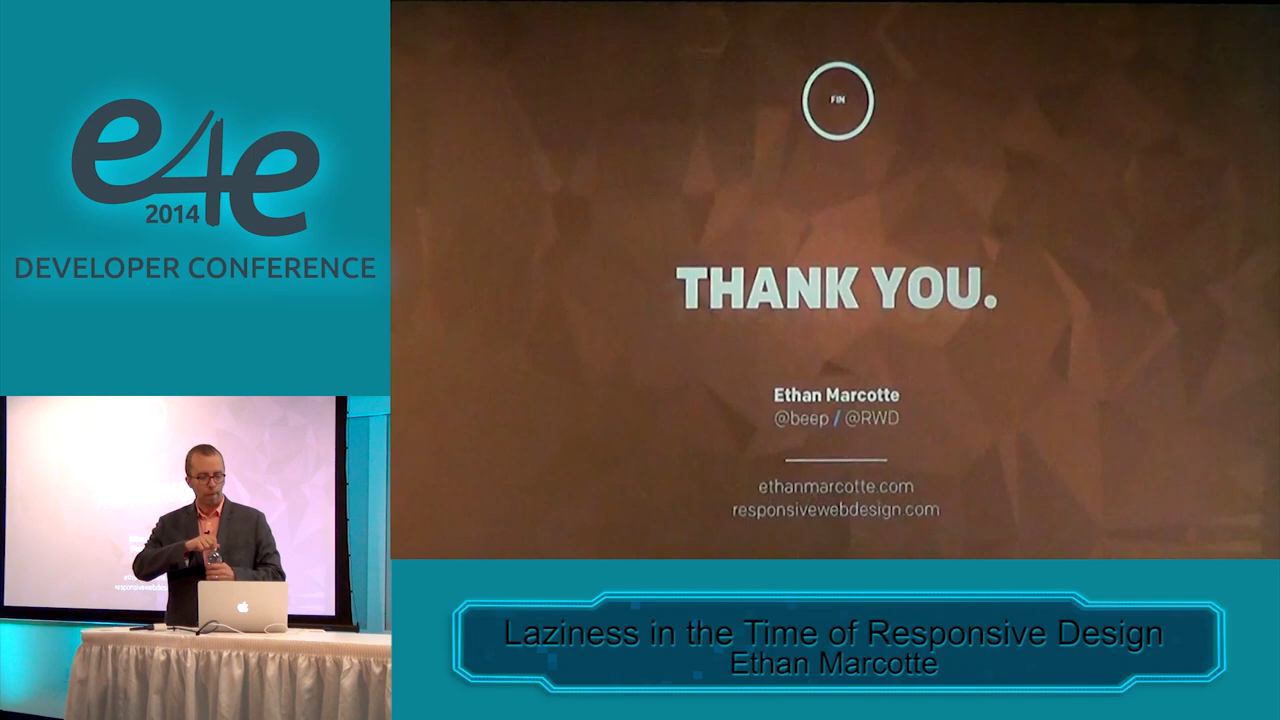 e4e
2014
DEVELOPER CONFERENCE
FIN
THANK YOU.
Ethan Marcotte
@beep / @RWD
ethanmarcotte.com
responsivewebdesign.com
Laziness in the Time of Responsive Design
Ethan Marcotte